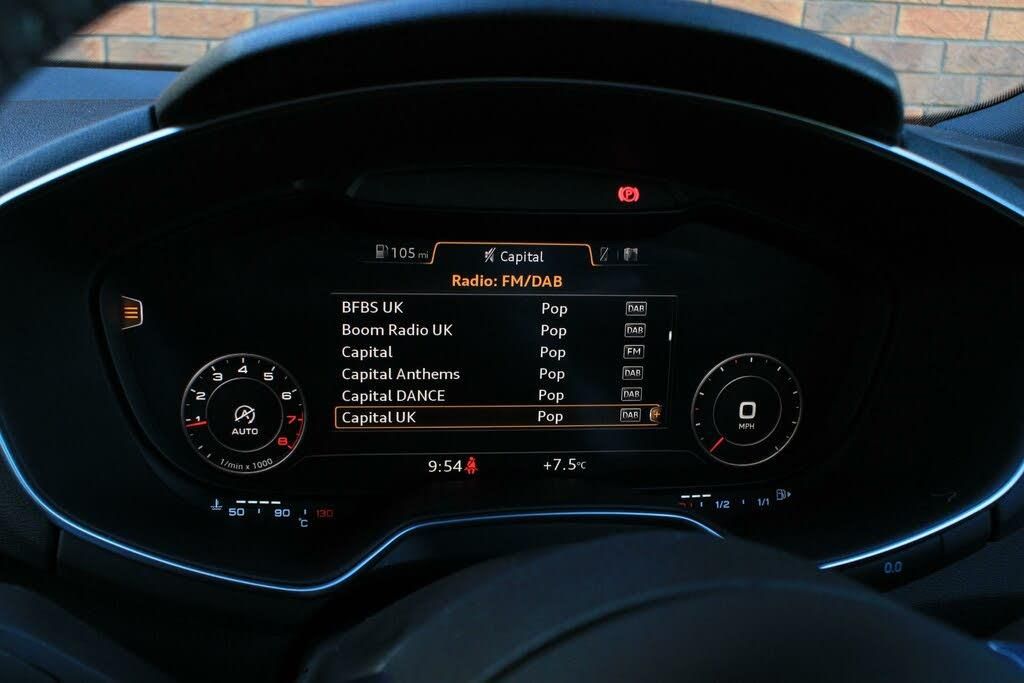 P
105 mi Capital
Radio: FM/DAB
BFBS UK Pop DAB
Boom Radio UK Pop DAB
Capital Pop FM
Capital Anthems Pop DAB
Capital DANCE Pop DAB
Capital UK Pop DAB
1 2 3 4 5 6 7 8
A
AUTO
1/min x 1000
0
MPH
9:54 +7.5°C
50 90 130
°C
1/2 1/1
0.0